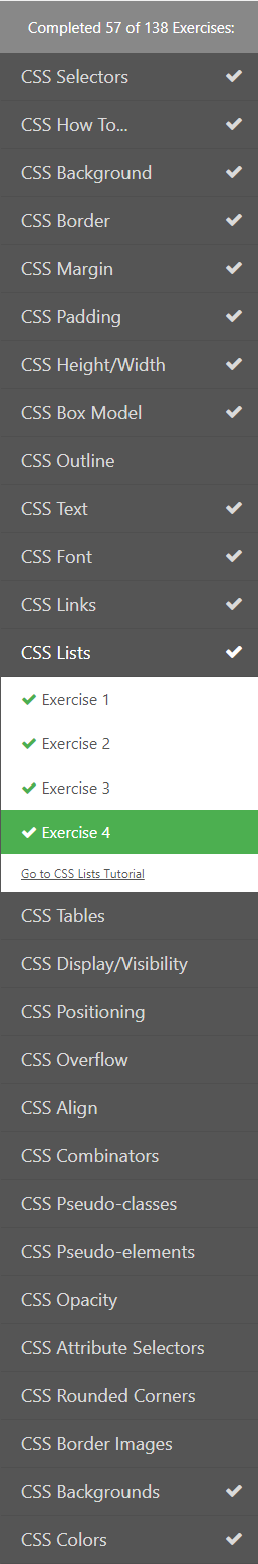 Completed 57 of 138 Exercises:
CSS Selectors
CSS How To...
CSS Background
CSS Border
CSS Margin
CSS Padding
CSS Height/Width
CSS Box Model
CSS Outline
CSS Text
CSS Font
CSS Links
CSS Lists
Exercise 1
Exercise 2
Exercise 3
Exercise 4
Go to CSS Lists Tutorial
CSS Tables
CSS Display/Visibility
CSS Positioning
CSS Overflow
CSS Align
CSS Combinators
CSS Pseudo-classes
CSS Pseudo-elements
CSS Opacity
CSS Attribute Selectors
CSS Rounded Corners
CSS Border Images
CSS Backgrounds
CSS Colors